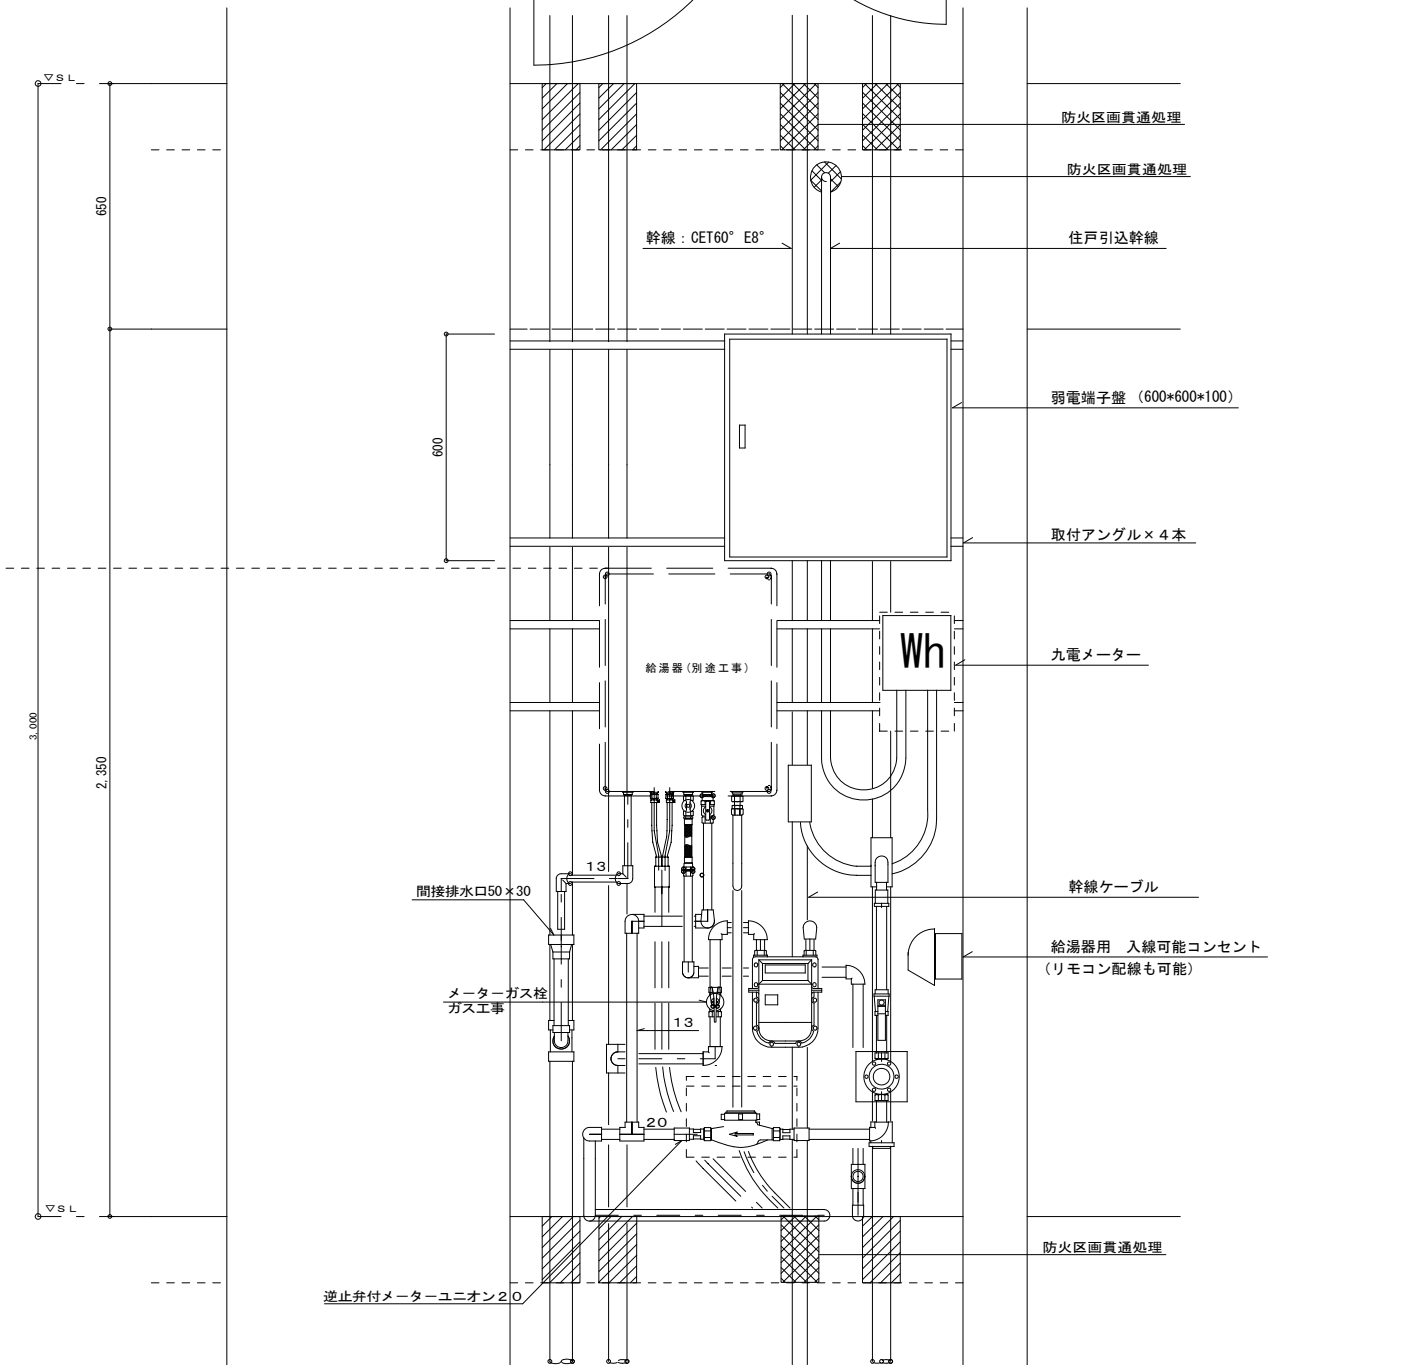 ▽SL
防火区画貫通処理
防火区画貫通処理
650
幹線：CET60° E8°
住戸引込幹線
弱電端子盤 （600*600*100）
600
取付アングル×４本
Wh
九電メーター
給湯器(別途工事)
3,000
2,350
13
間接排水口50×30
幹線ケーブル
給湯器用　入線可能コンセント
（リモコン配線も可能）
メーターガス栓
ガス工事
13
20
▽SL
防火区画貫通処理
逆止弁付メーターユニオン２０